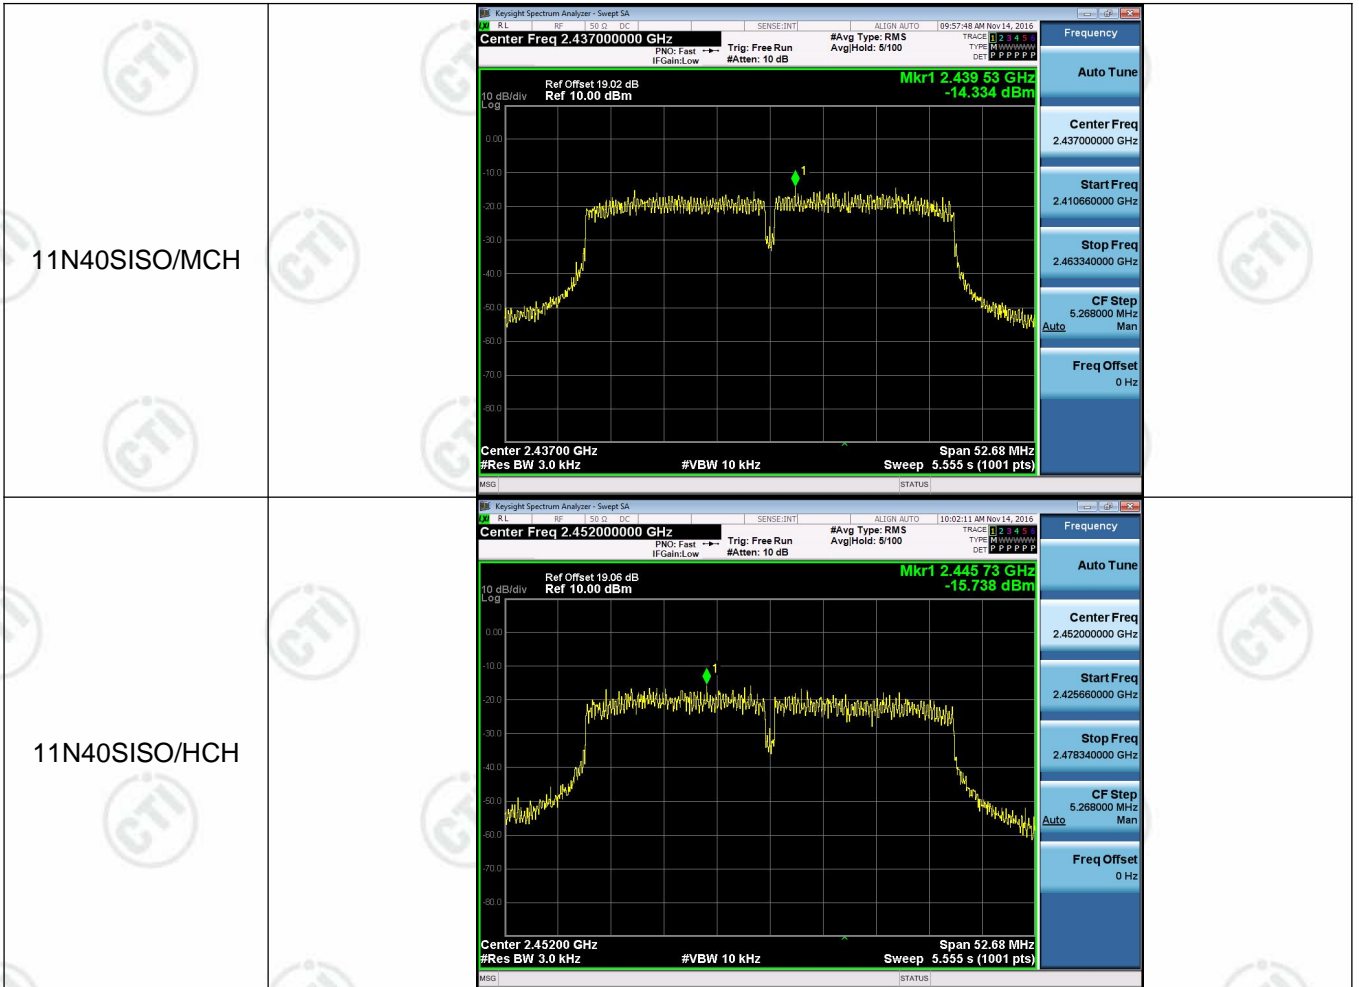 11N40SISO/MCH
Keysight Spectrum Analyzer - Swept SA
RL RF 50 Ω DC SENSE:INT ALIGN AUTO 09:57:48 AM Nov 14, 2016
Center Freq 2.437000000 GHz
PNO: Fast
IFGain:Low
Trig: Free Run
#Atten: 10 dB
#Avg Type: RMS
Avg|Hold: 5/100
TRACE 1 2 3 4 5 6
TYPE M WWWWW
DET P P P P P P
Mkr1 2.439 53 GHz
-14.334 dBm
Ref Offset 19.02 dB
10 dB/div Ref 10.00 dBm
Log
0.00
-10.0
-20.0
-30.0
-40.0
-50.0
-60.0
-70.0
-80.0
1
Center 2.43700 GHz Span 52.68 MHz
#Res BW 3.0 kHz #VBW 10 kHz Sweep 5.555 s (1001 pts)
MSG STATUS
Frequency
Auto Tune
Center Freq
2.437000000 GHz
Start Freq
2.410660000 GHz
Stop Freq
2.463340000 GHz
CF Step
5.268000 MHz
Auto Man
Freq Offset
0 Hz
11N40SISO/HCH
Keysight Spectrum Analyzer - Swept SA
RL RF 50 Ω DC SENSE:INT ALIGN AUTO 10:02:11 AM Nov 14, 2016
Center Freq 2.452000000 GHz
PNO: Fast
IFGain:Low
Trig: Free Run
#Atten: 10 dB
#Avg Type: RMS
Avg|Hold: 5/100
TRACE 1 2 3 4 5 6
TYPE M WWWWW
DET P P P P P P
Mkr1 2.445 73 GHz
-15.738 dBm
Ref Offset 19.06 dB
10 dB/div Ref 10.00 dBm
Log
0.00
-10.0
-20.0
-30.0
-40.0
-50.0
-60.0
-70.0
-80.0
1
Center 2.45200 GHz Span 52.68 MHz
#Res BW 3.0 kHz #VBW 10 kHz Sweep 5.555 s (1001 pts)
MSG STATUS
Frequency
Auto Tune
Center Freq
2.452000000 GHz
Start Freq
2.425660000 GHz
Stop Freq
2.478340000 GHz
CF Step
5.268000 MHz
Auto Man
Freq Offset
0 Hz
CTI
CTI
CTI
CTI
CTI
CTI
CTI
CTI
CTI
CTI
CTI